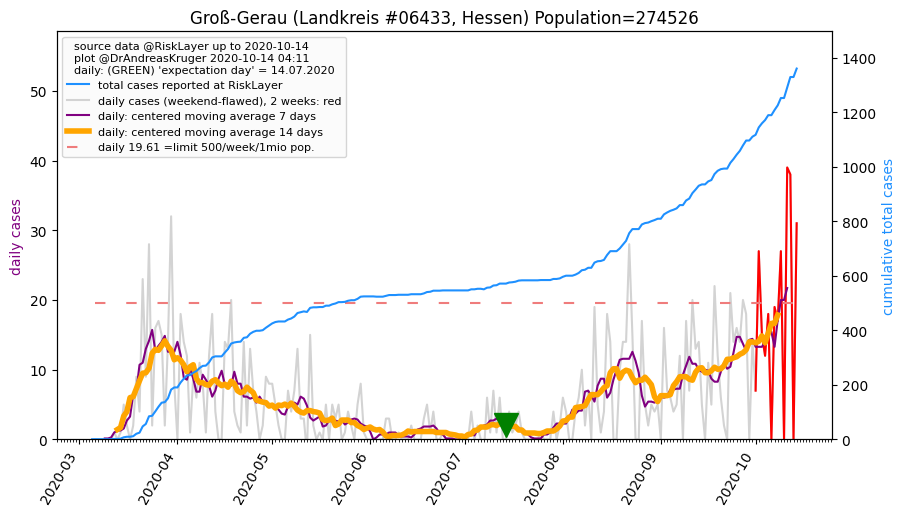 Groß-Gerau (Landkreis #06433, Hessen) Population=274526
source data @RiskLayer up to 2020-10-14
plot @DrAndreasKruger 2020-10-14 04:11
daily: (GREEN) 'expectation day' = 14.07.2020
total cases reported at RiskLayer
daily cases (weekend-flawed), 2 weeks: red
daily: centered moving average 7 days
daily: centered moving average 14 days
daily 19.61 =limit 500/week/1mio pop.
daily cases
50
40
30
20
10
0
cumulative total cases
1400
1200
1000
800
600
400
200
0
2020-03
2020-04
2020-05
2020-06
2020-07
2020-08
2020-09
2020-10